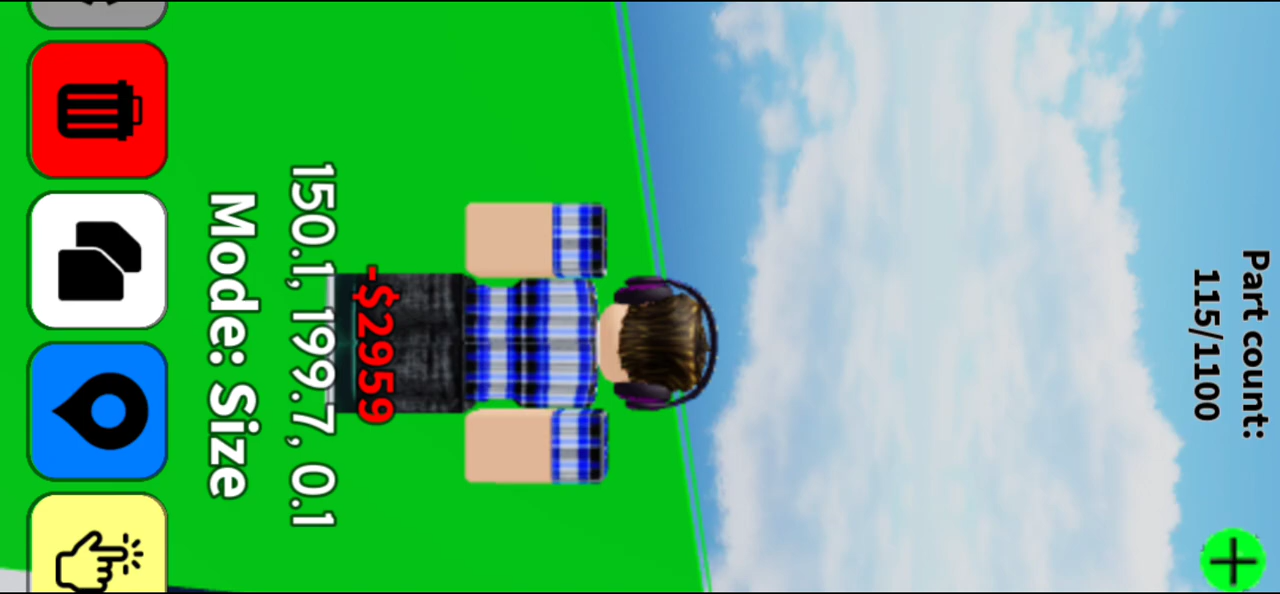 Part count:
115/1100
-$2959
150.1, 199.7, 0.1
Mode: Size